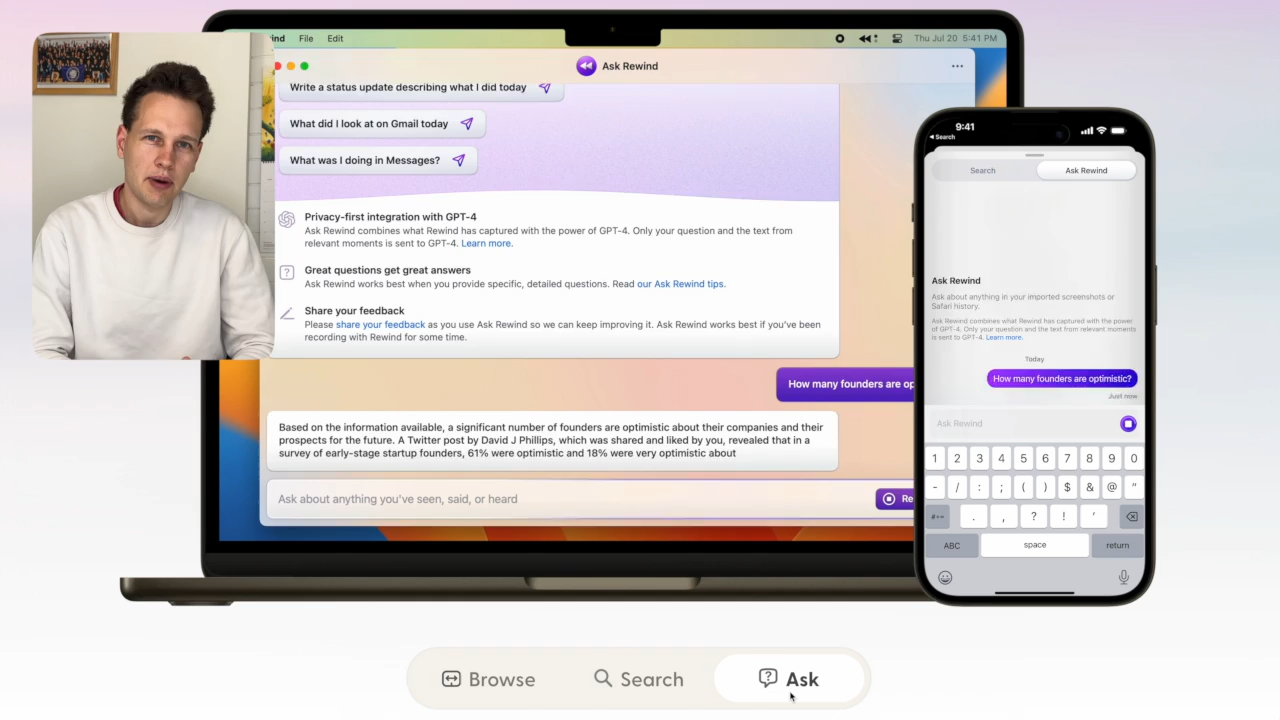 ind File Edit
Thu Jul 20 5:41 PM
Ask Rewind
Write a status update describing what I did today
What did I look at on Gmail today
What was I doing in Messages?
Privacy-first integration with GPT-4
Ask Rewind combines what Rewind has captured with the power of GPT-4. Only your question and the text from
relevant moments is sent to GPT-4. Learn more.
Great questions get great answers
Ask Rewind works best when you provide specific, detailed questions. Read our Ask Rewind tips.
Share your feedback
Please share your feedback as you use Ask Rewind so we can keep improving it. Ask Rewind works best if you've been
recording with Rewind for some time.
How many founders are op
Based on the information available, a significant number of founders are optimistic about their companies and their
prospects for the future. A Twitter post by David J Phillips, which was shared and liked by you, revealed that in a
survey of early-stage startup founders, 61% were optimistic and 18% were very optimistic about
Ask about anything you've seen, said, or heard
Re
9:41
Search
Search Ask Rewind
Ask Rewind
Ask about anything in your imported screenshots or
Safari history.
Ask Rewind combines what Rewind has captured with the power
of GPT-4. Only your question and the text from relevant moments
is sent to GPT-4. Learn more.
Today
How many founders are optimistic?
Just now
Ask Rewind
1 2 3 4 5 6 7 8 9 0
- / : ; ( ) $ & @ "
#+= . , ? ! '
ABC space return
Browse Search Ask